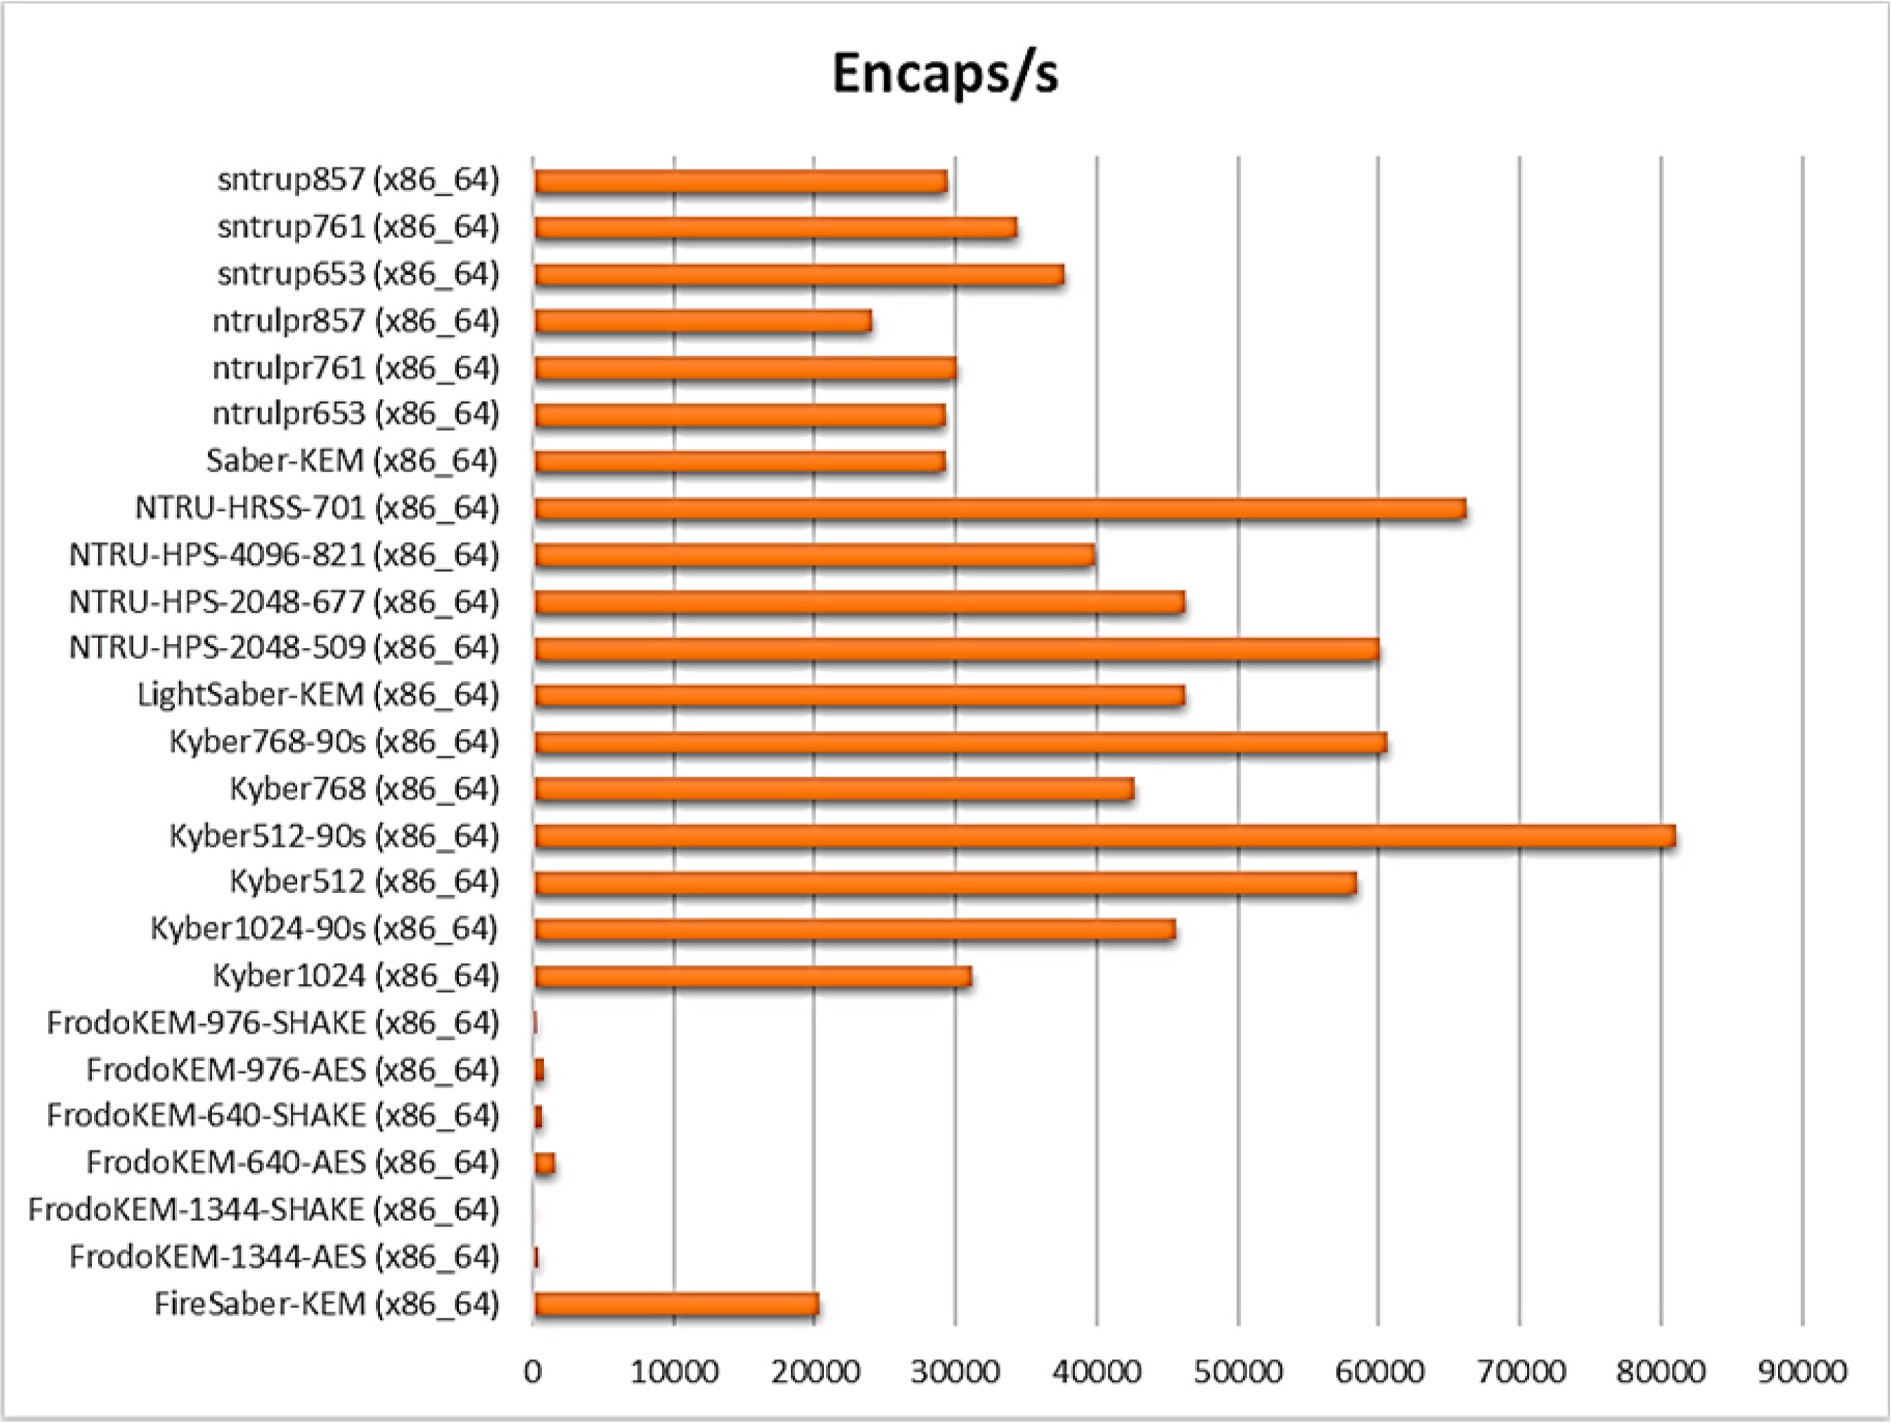 Encaps/s
sntrup857 (x86_64)
sntrup761 (x86_64)
sntrup653 (x86_64)
ntrulpr857 (x86_64)
ntrulpr761 (x86_64)
ntrulpr653 (x86_64)
Saber-KEM (x86_64)
NTRU-HRSS-701 (x86_64)
NTRU-HPS-4096-821 (x86_64)
NTRU-HPS-2048-677 (x86_64)
NTRU-HPS-2048-509 (x86_64)
LightSaber-KEM (x86_64)
Kyber768-90s (x86_64)
Kyber768 (x86_64)
Kyber512-90s (x86_64)
Kyber512 (x86_64)
Kyber1024-90s (x86_64)
Kyber1024 (x86_64)
FrodoKEM-976-SHAKE (x86_64)
FrodoKEM-976-AES (x86_64)
FrodoKEM-640-SHAKE (x86_64)
FrodoKEM-640-AES (x86_64)
FrodoKEM-1344-SHAKE (x86_64)
FrodoKEM-1344-AES (x86_64)
FireSaber-KEM (x86_64)
0 10000 20000 30000 40000 50000 60000 70000 80000 90000